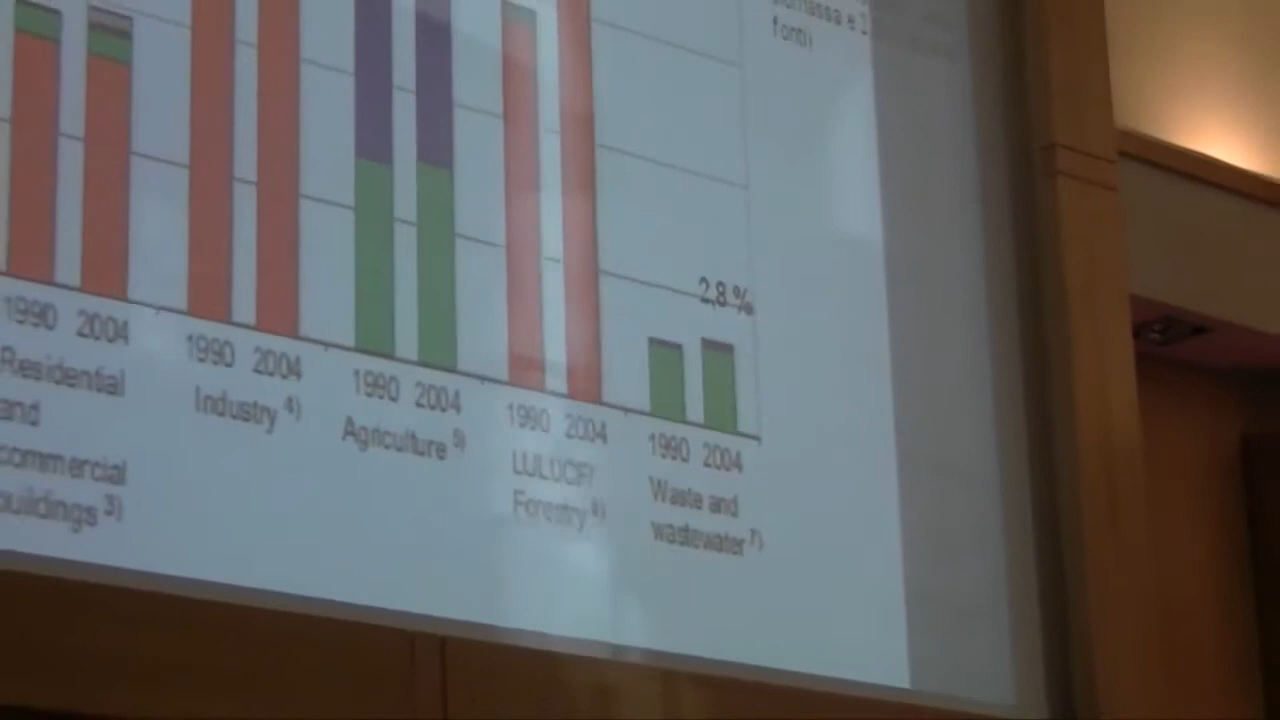 fonti)
2,8 %
1990 2004
Residential
and
commercial
buildings 3)
1990 2004
Industry 4)
1990 2004
Agriculture 5)
1990 2004
LULUCF/
Forestry 6)
1990 2004
Waste and
wastewater 7)